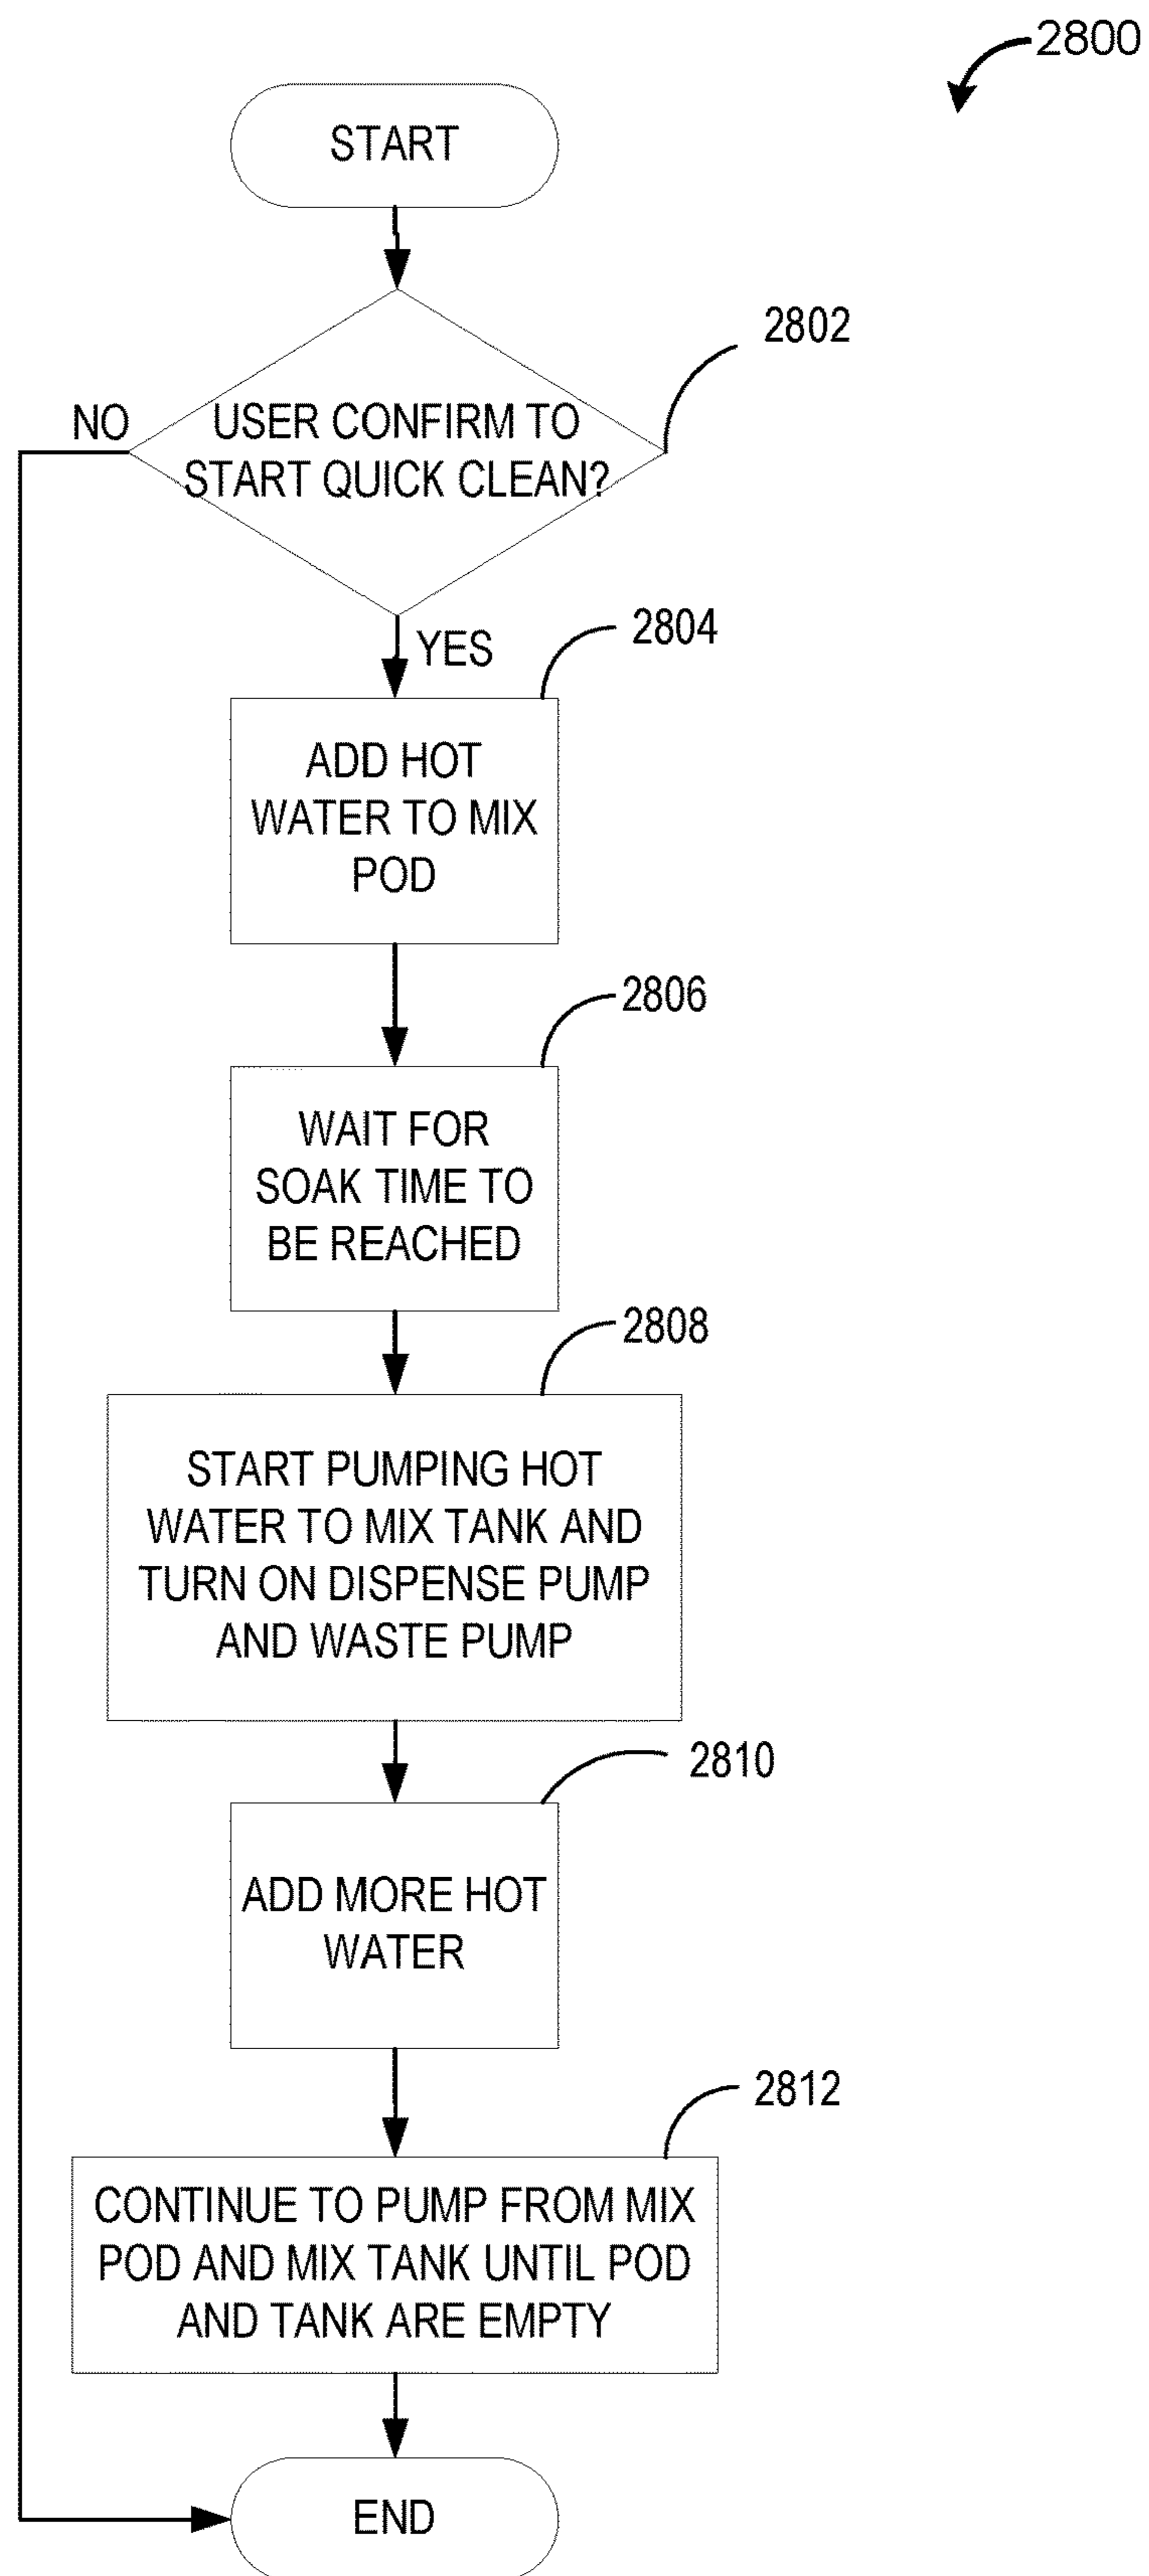 2800
START
2802
NO
USER CONFIRM TO
START QUICK CLEAN?
YES
2804
ADD HOT
WATER TO MIX
POD
2806
WAIT FOR
SOAK TIME TO
BE REACHED
2808
START PUMPING HOT
WATER TO MIX TANK AND
TURN ON DISPENSE PUMP
AND WASTE PUMP
2810
ADD MORE HOT
WATER
2812
CONTINUE TO PUMP FROM MIX
POD AND MIX TANK UNTIL POD
AND TANK ARE EMPTY
END